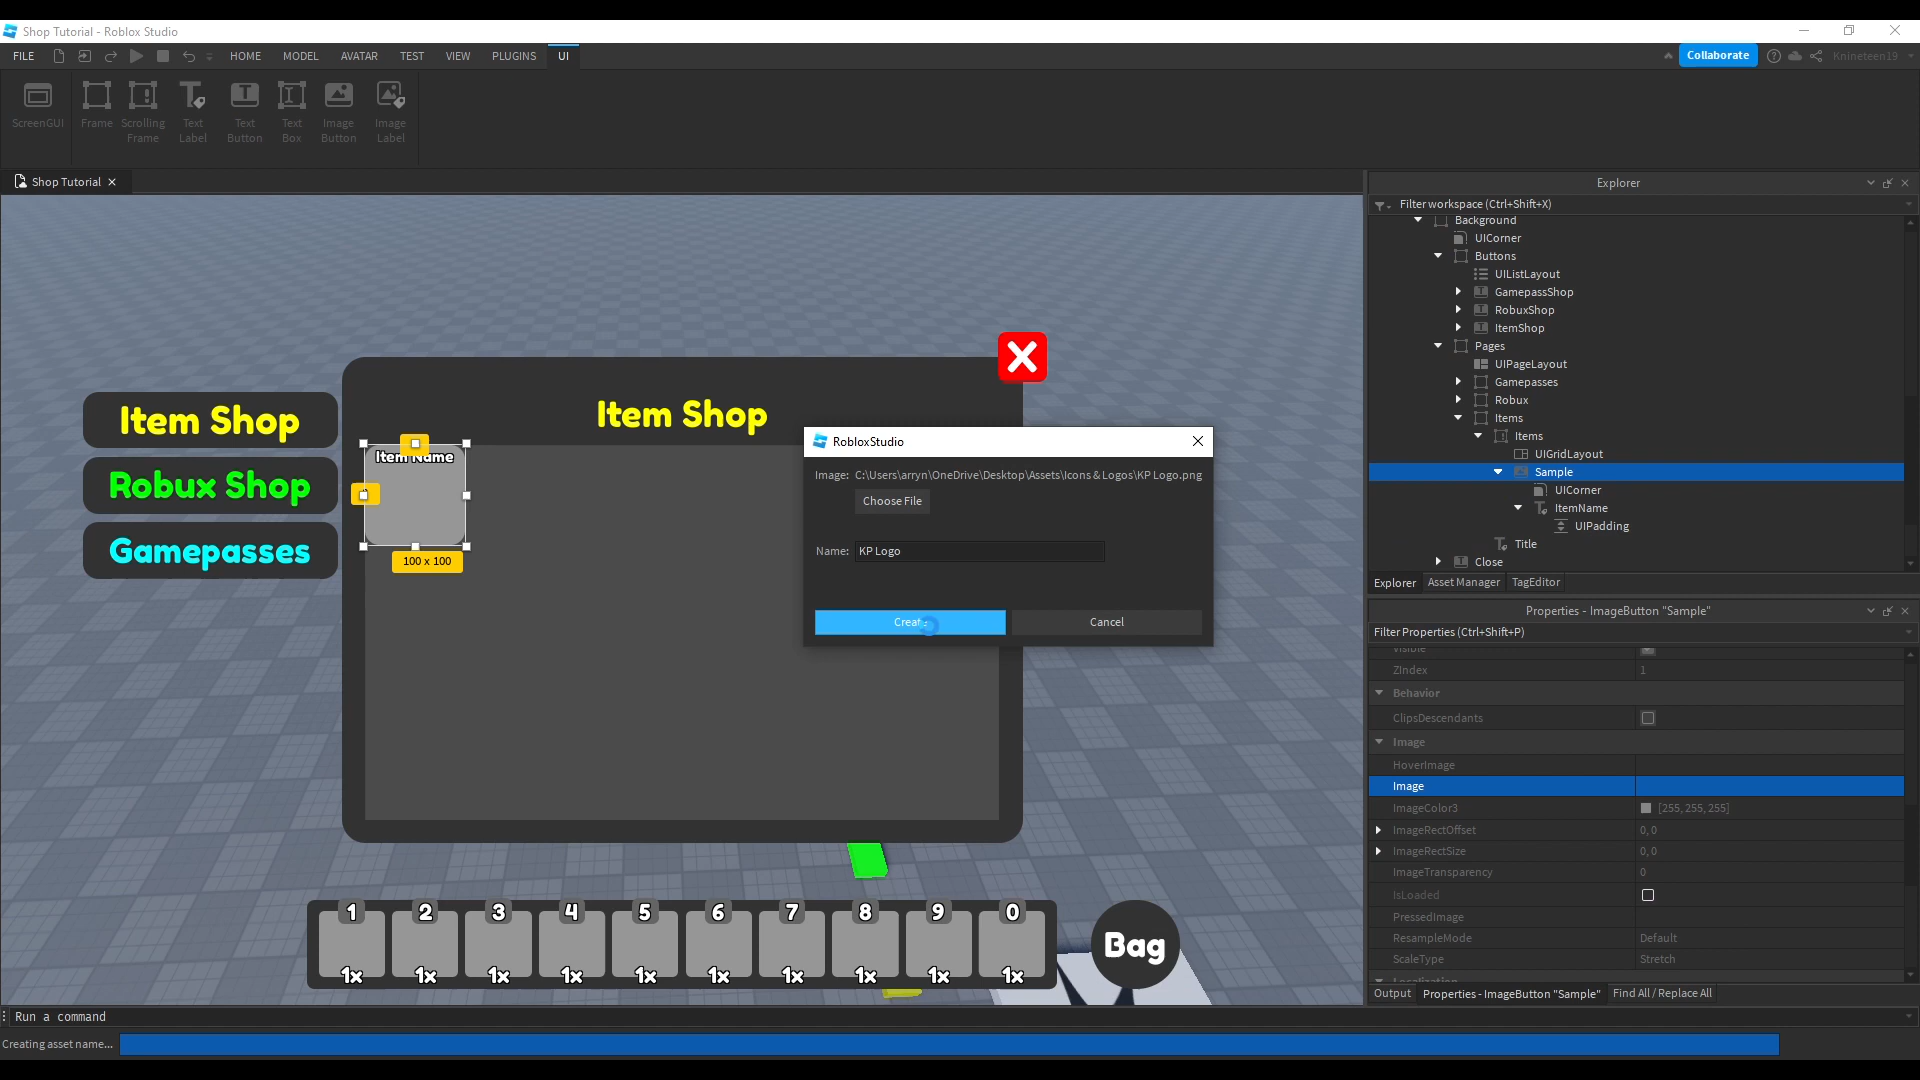 Shop Tutorial - Roblox Studio
FILE
HOME
MODEL
AVATAR
TEST
VIEW
PLUGINS
UI
Collaborate
Knineteen19
ScreenGUI
Frame
Scrolling
Frame
Text
Label
Text
Button
Text
Box
Image
Button
Image
Label
Shop Tutorial
Item Shop
Robux Shop
Gamepasses
Item Shop
Item Name
100 x 100
RobloxStudio
Image: C:\Users\arryn\OneDrive\Desktop\Assets\Icons & Logos\KP Logo.png
Choose File
Name: KP Logo
Create
Cancel
1 2 3 4 5 6 7 8 9 0
1x 1x 1x 1x 1x 1x 1x 1x 1x 1x
Bag
Explorer
Filter workspace (Ctrl+Shift+X)
Background
UICorner
Buttons
UIListLayout
GamepassShop
RobuxShop
ItemShop
Pages
UIPageLayout
Gamepasses
Robux
Items
Items
UIGridLayout
Sample
UICorner
ItemName
UIPadding
Title
Close
Explorer
Asset Manager
TagEditor
Properties - ImageButton "Sample"
Filter Properties (Ctrl+Shift+P)
Visible
ZIndex 1
Behavior
ClipsDescendants
Image
HoverImage
Image
ImageColor3 [255, 255, 255]
ImageRectOffset 0, 0
ImageRectSize 0, 0
ImageTransparency 0
IsLoaded
PressedImage
ResampleMode Default
ScaleType Stretch
Localization
Output
Properties - ImageButton "Sample"
Find All / Replace All
Run a command
Creating asset name...